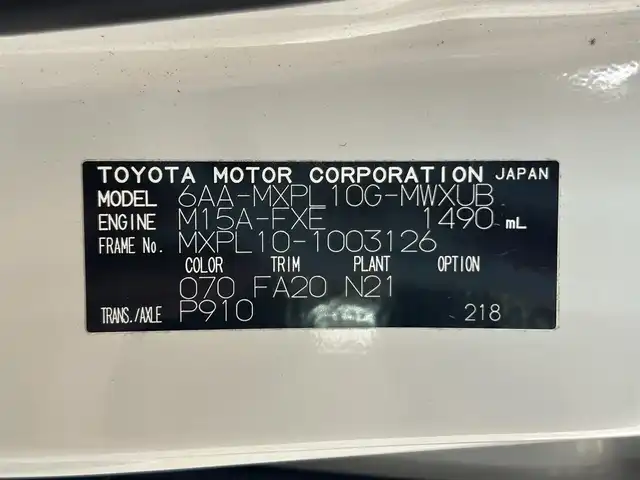 TOYOTA MOTOR CORPORATION JAPAN
MODEL 6AA-MXPL10G-MWXUB
ENGINE M15A-FXE 1490 mL
FRAME No. MXPL10-1003126
COLOR TRIM PLANT OPTION
070 FA20 N21
TRANS./AXLE P910 218